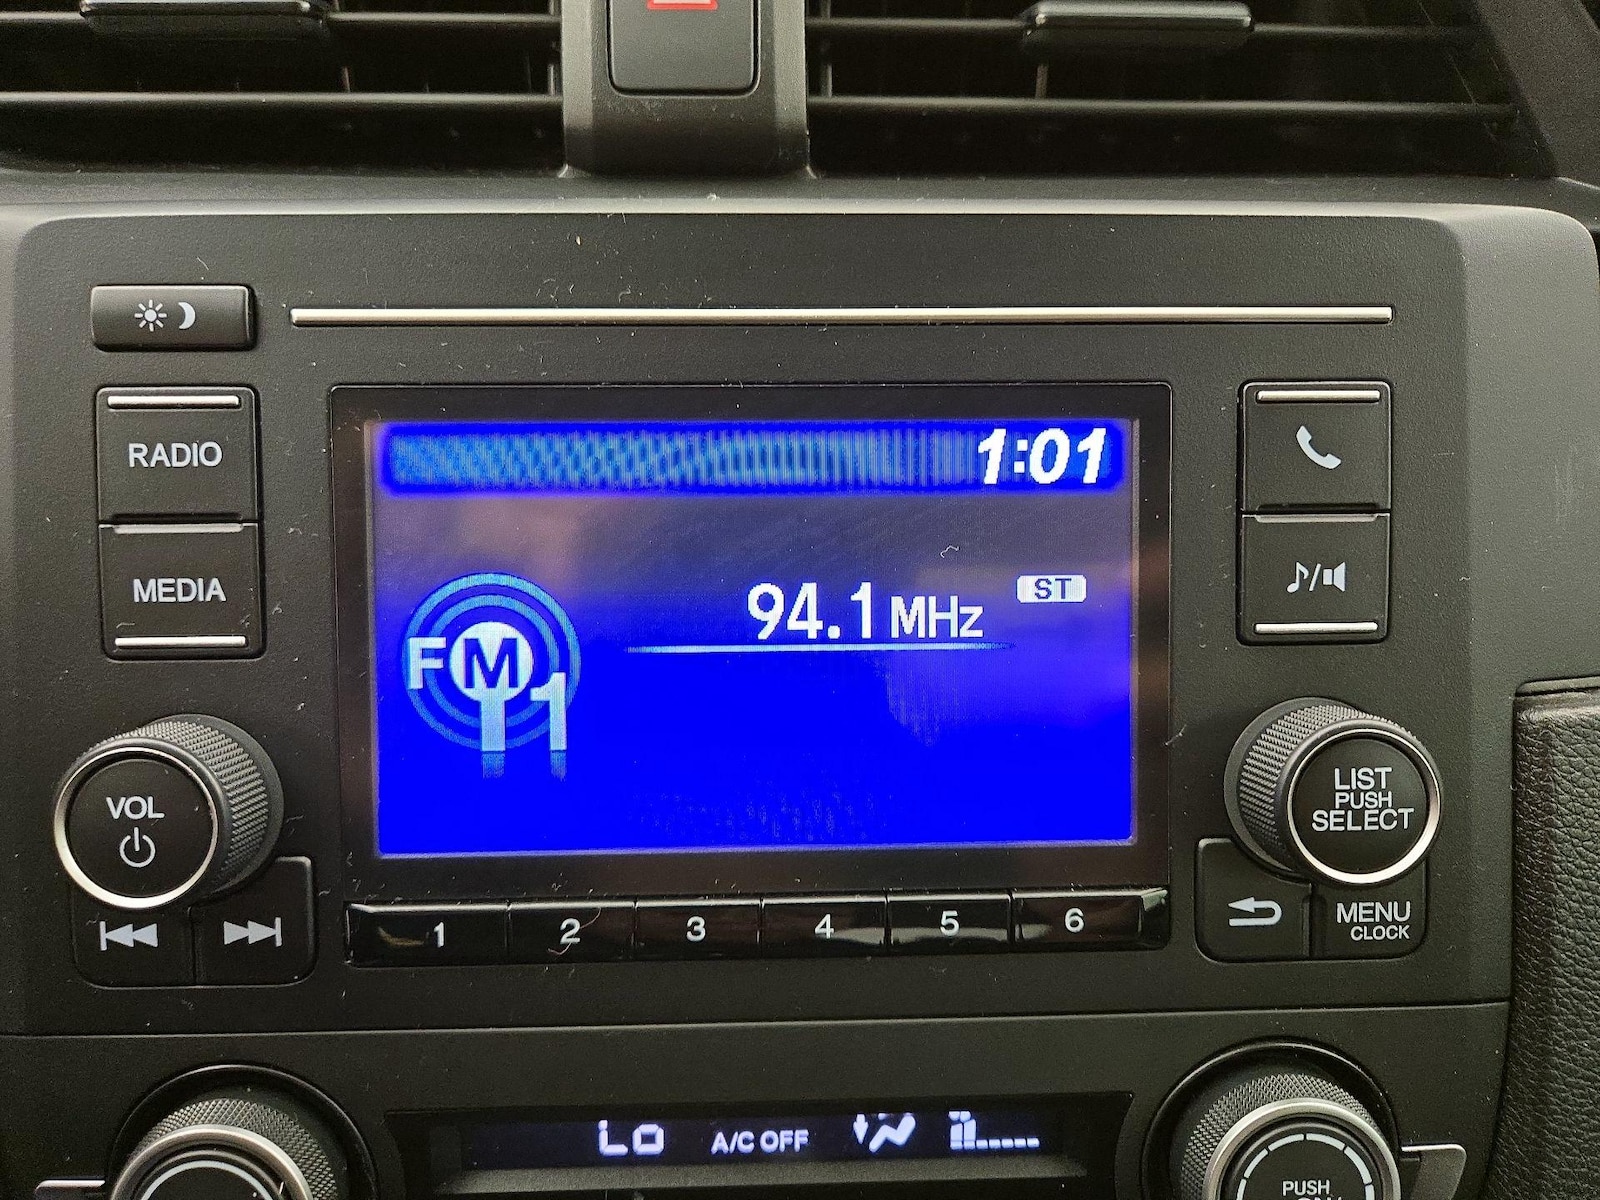 1:01
RADIO
94.1 MHz
ST
MEDIA
FM
1
VOL
LIST
PUSH
SELECT
1 2 3 4 5 6
MENU
CLOCK
LO A/C OFF
PUSH